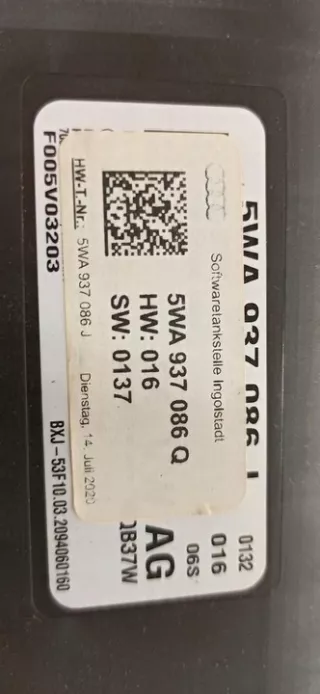 Softwaretankstelle Ingolstadt
5WA 937 086 Q
HW: 016
SW: 0137
HW-T.-Nr.: 5WA 937 086 J Dienstag, 14. Juli 2020
5WA 937 086 J
0132
016
06S
AG
F005V03203
BXJ-53F10.03.2094060160